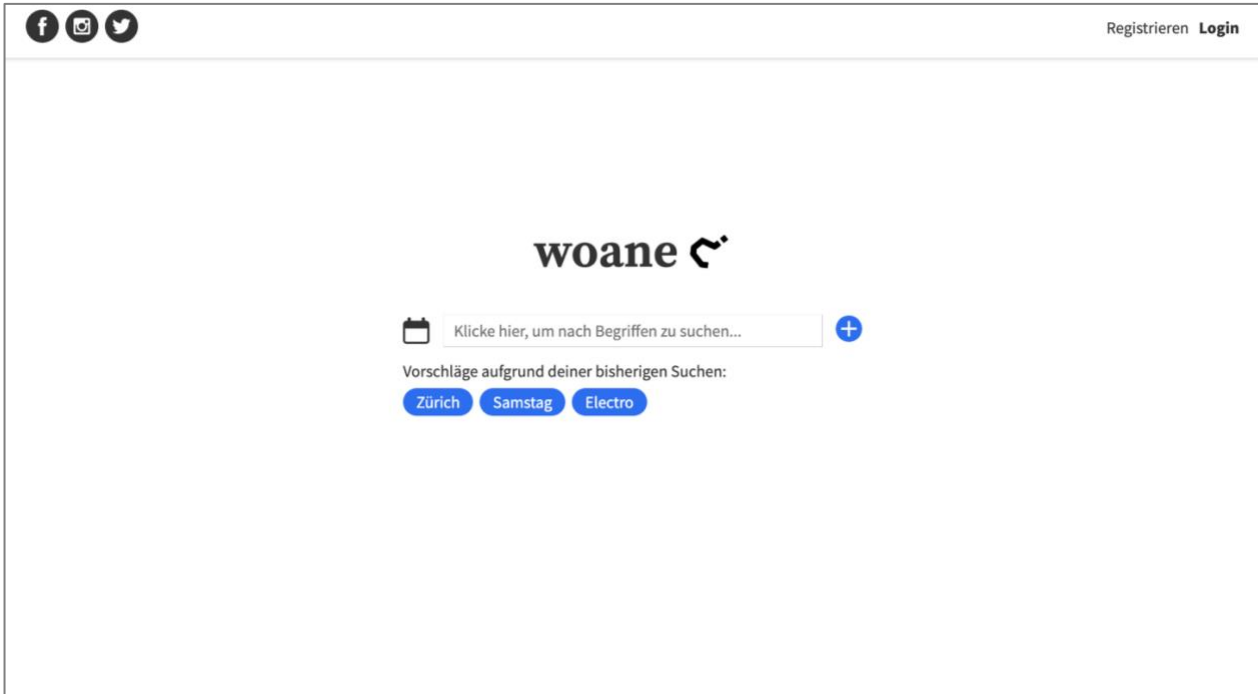 Registrieren Login
woane
Klicke hier, um nach Begriffen zu suchen...
Vorschläge aufgrund deiner bisherigen Suchen:
Zürich Samstag Electro